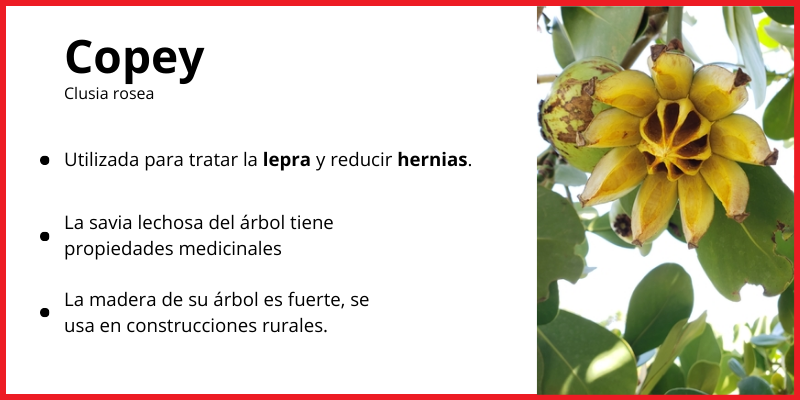 Copey
Clusia rosea
Utilizada para tratar la lepra y reducir hernias.
La savia lechosa del árbol tiene
propiedades medicinales
La madera de su árbol es fuerte, se
usa en construcciones rurales.